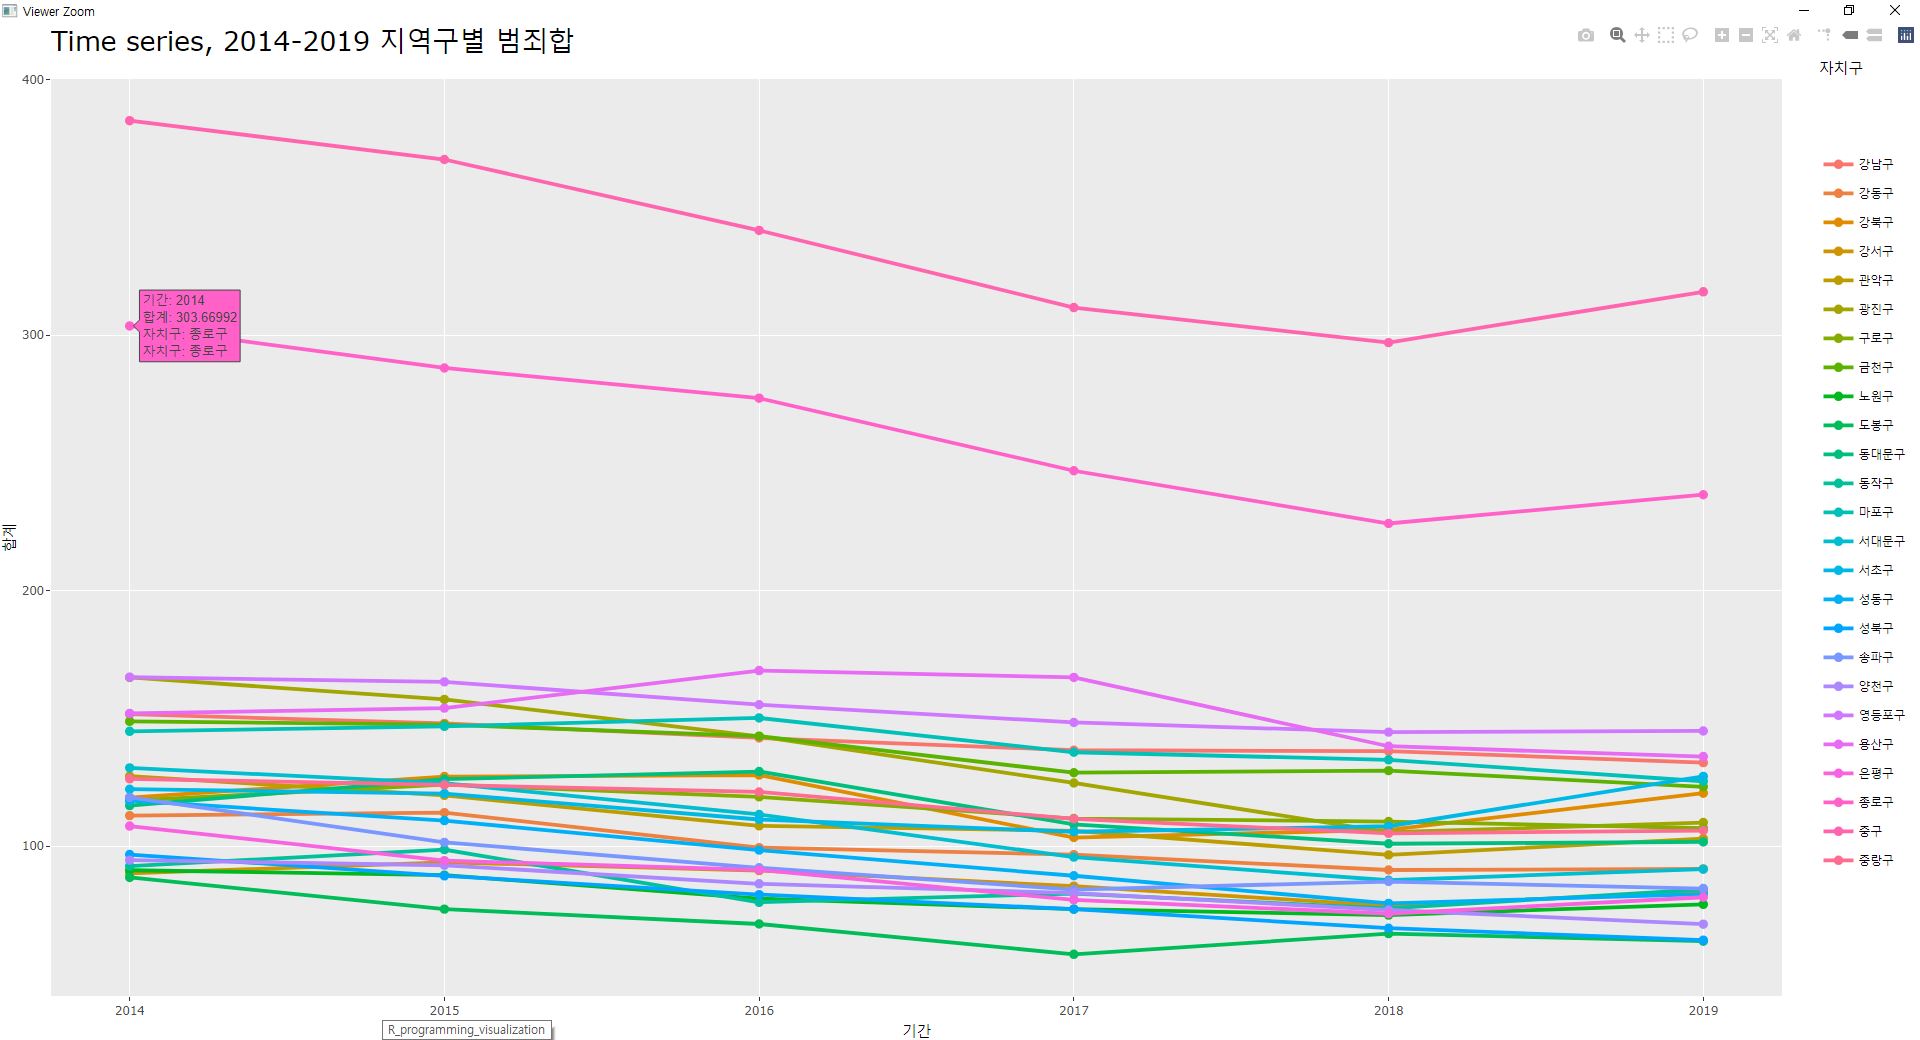 Viewer Zoom
Time series, 2014-2019 지역구별 범죄합
자치구
400
300
200
100
합계
기간: 2014
합계: 303.66992
자치구: 종로구
자치구: 종로구
강남구
강동구
강북구
강서구
관악구
광진구
구로구
금천구
노원구
도봉구
동대문구
동작구
마포구
서대문구
서초구
성동구
성북구
송파구
양천구
영등포구
용산구
은평구
종로구
중구
중랑구
2014 2015 2016 2017 2018 2019
R_programming_visualization
기간